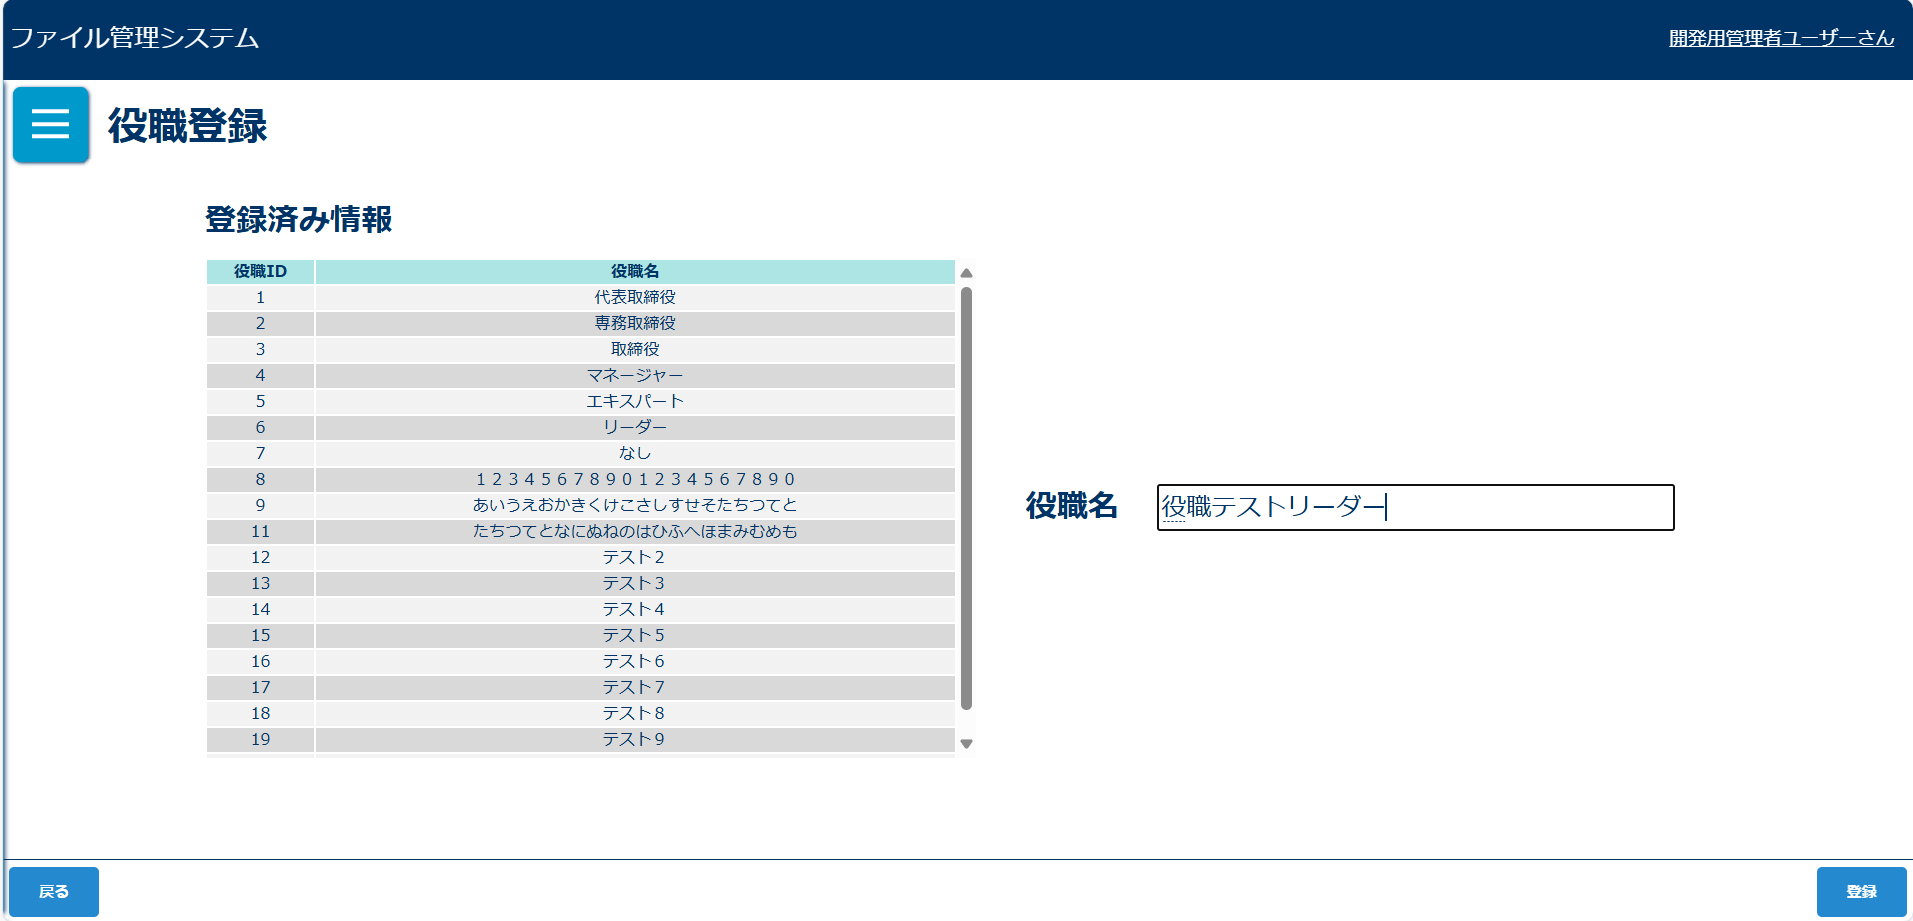 ファイル管理システム
開発用管理者ユーザーさん
役職登録
登録済み情報
役職ID 役職名
1 代表取締役
2 専務取締役
3 取締役
4 マネージャー
5 エキスパート
6 リーダー
7 なし
8 １２３４５６７８９０１２３４５６７８９０
9 あいうえおかきくけこさしすせそたちつてと
11 たちつてとなにぬねのはひふへほまみむめも
12 テスト２
13 テスト３
14 テスト４
15 テスト５
16 テスト６
17 テスト７
18 テスト８
19 テスト９
役職名 役職テストリーダー
戻る
登録